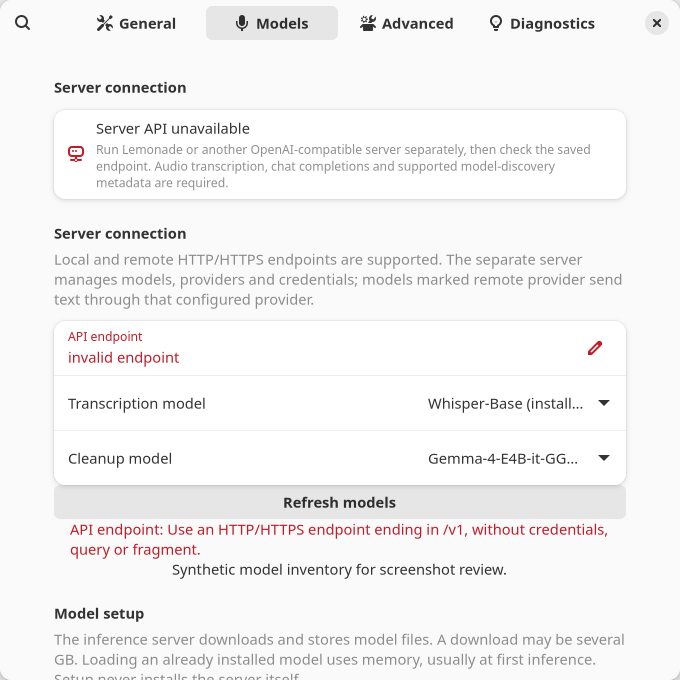 General
Models
Advanced
Diagnostics
Server connection
Server API unavailable
Run Lemonade or another OpenAI-compatible server separately, then check the saved
endpoint. Audio transcription, chat completions and supported model-discovery
metadata are required.
Server connection
Local and remote HTTP/HTTPS endpoints are supported. The separate server
manages models, providers and credentials; models marked remote provider send
text through that configured provider.
API endpoint
invalid endpoint
Transcription model
Whisper-Base (install...
Cleanup model
Gemma-4-E4B-it-GG...
Refresh models
API endpoint: Use an HTTP/HTTPS endpoint ending in /v1, without credentials,
query or fragment.
Synthetic model inventory for screenshot review.
Model setup
The inference server downloads and stores model files. A download may be several
GB. Loading an already installed model uses memory, usually at first inference.
Setup never installs the server itself.